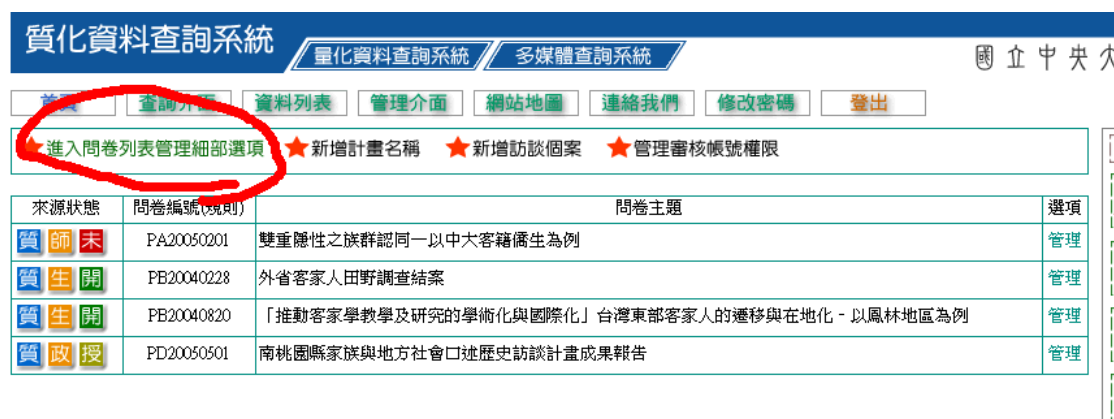 質化資料查詢系統
量化資料查詢系統 多媒體查詢系統
國立中央大
首頁 查詢介面 資料列表 管理介面 網站地圖 連絡我們 修改密碼 登出
★進入問卷列表管理細部選項 ★新增計畫名稱 ★新增訪談個案 ★管理審核帳號權限
來源狀態 問卷編號(規則) 問卷主題 選項
質 師 未 PA20050201 雙重隱性之族群認同一以中大客籍僑生為例 管理
質 生 開 PB20040228 外省客家人田野調查結案 管理
質 生 開 PB20040820 「推動客家學教學及研究的學術化與國際化」台灣東部客家人的遷移與在地化 - 以鳳林地區為例 管理
質 政 授 PD20050501 南桃園縣家族與地方社會口述歷史訪談計畫成果報告 管理